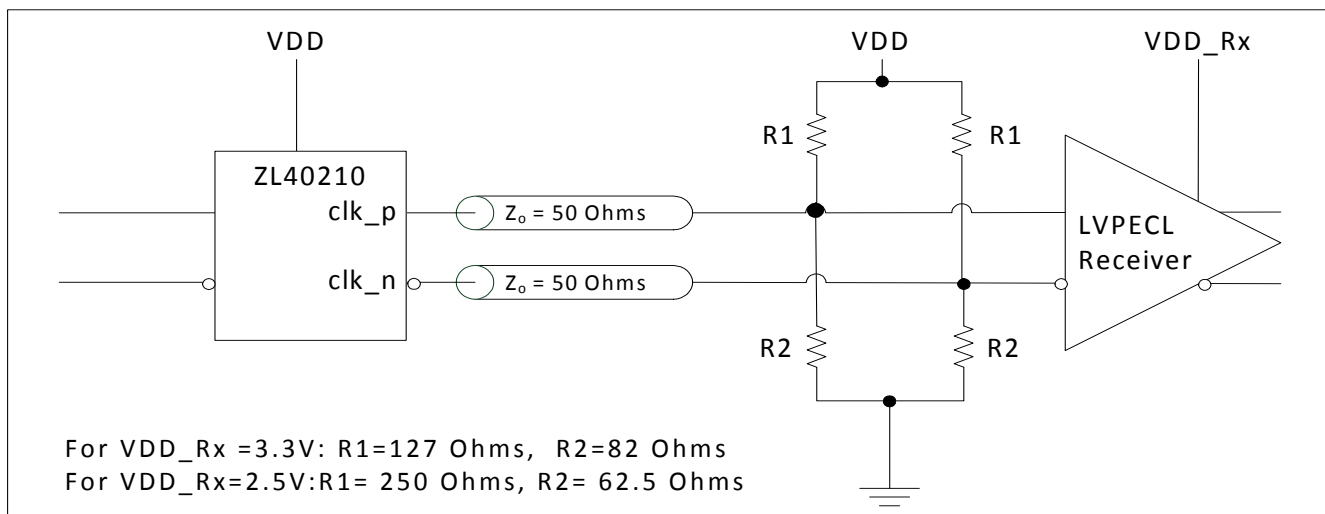 VDD
VDD
VDD_Rx
R1
R1
ZL40210
clk_p
Zo = 50 Ohms
LVPECL
Receiver
clk_n
Zo = 50 Ohms
R2
R2
For VDD_Rx =3.3V: R1=127 Ohms, R2=82 Ohms
For VDD_Rx=2.5V:R1= 250 Ohms, R2= 62.5 Ohms